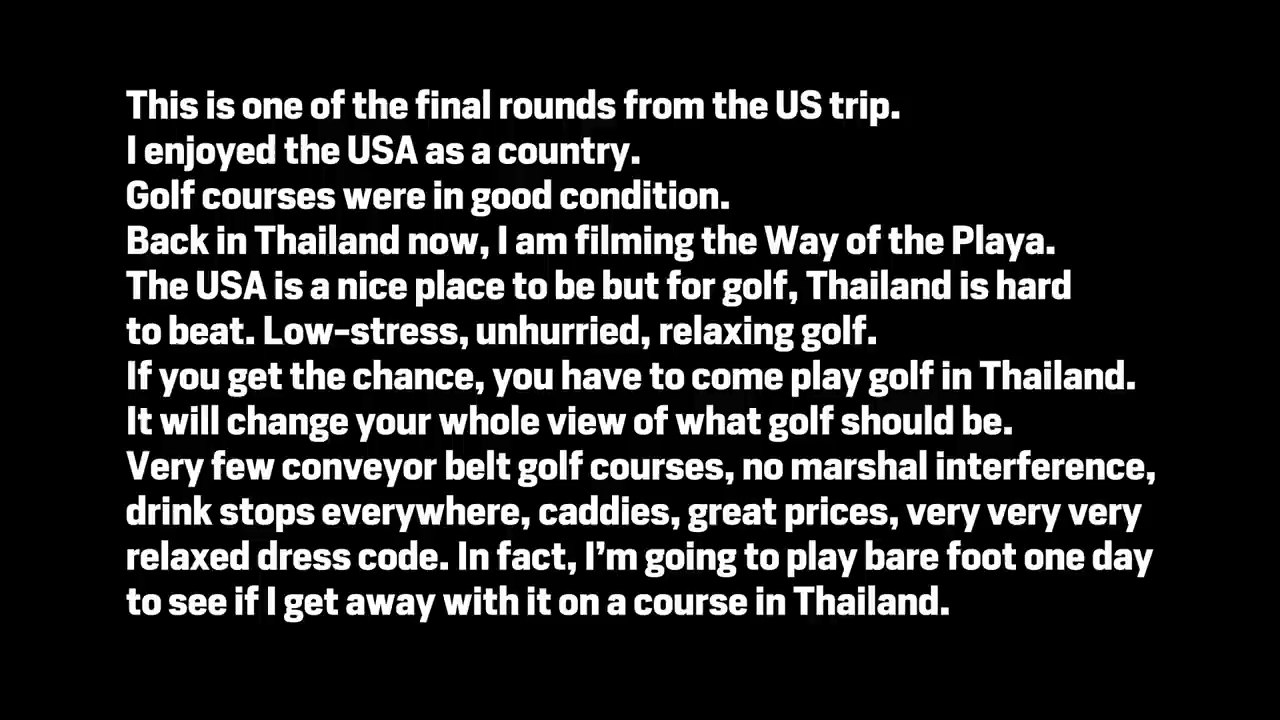 This is one of the final rounds from the US trip.
I enjoyed the USA as a country.
Golf courses were in good condition.
Back in Thailand now, I am filming the Way of the Playa.
The USA is a nice place to be but for golf, Thailand is hard
to beat. Low-stress, unhurried, relaxing golf.
If you get the chance, you have to come play golf in Thailand.
It will change your whole view of what golf should be.
Very few conveyor belt golf courses, no marshal interference,
drink stops everywhere, caddies, great prices, very very very
relaxed dress code. In fact, I’m going to play bare foot one day
to see if I get away with it on a course in Thailand.